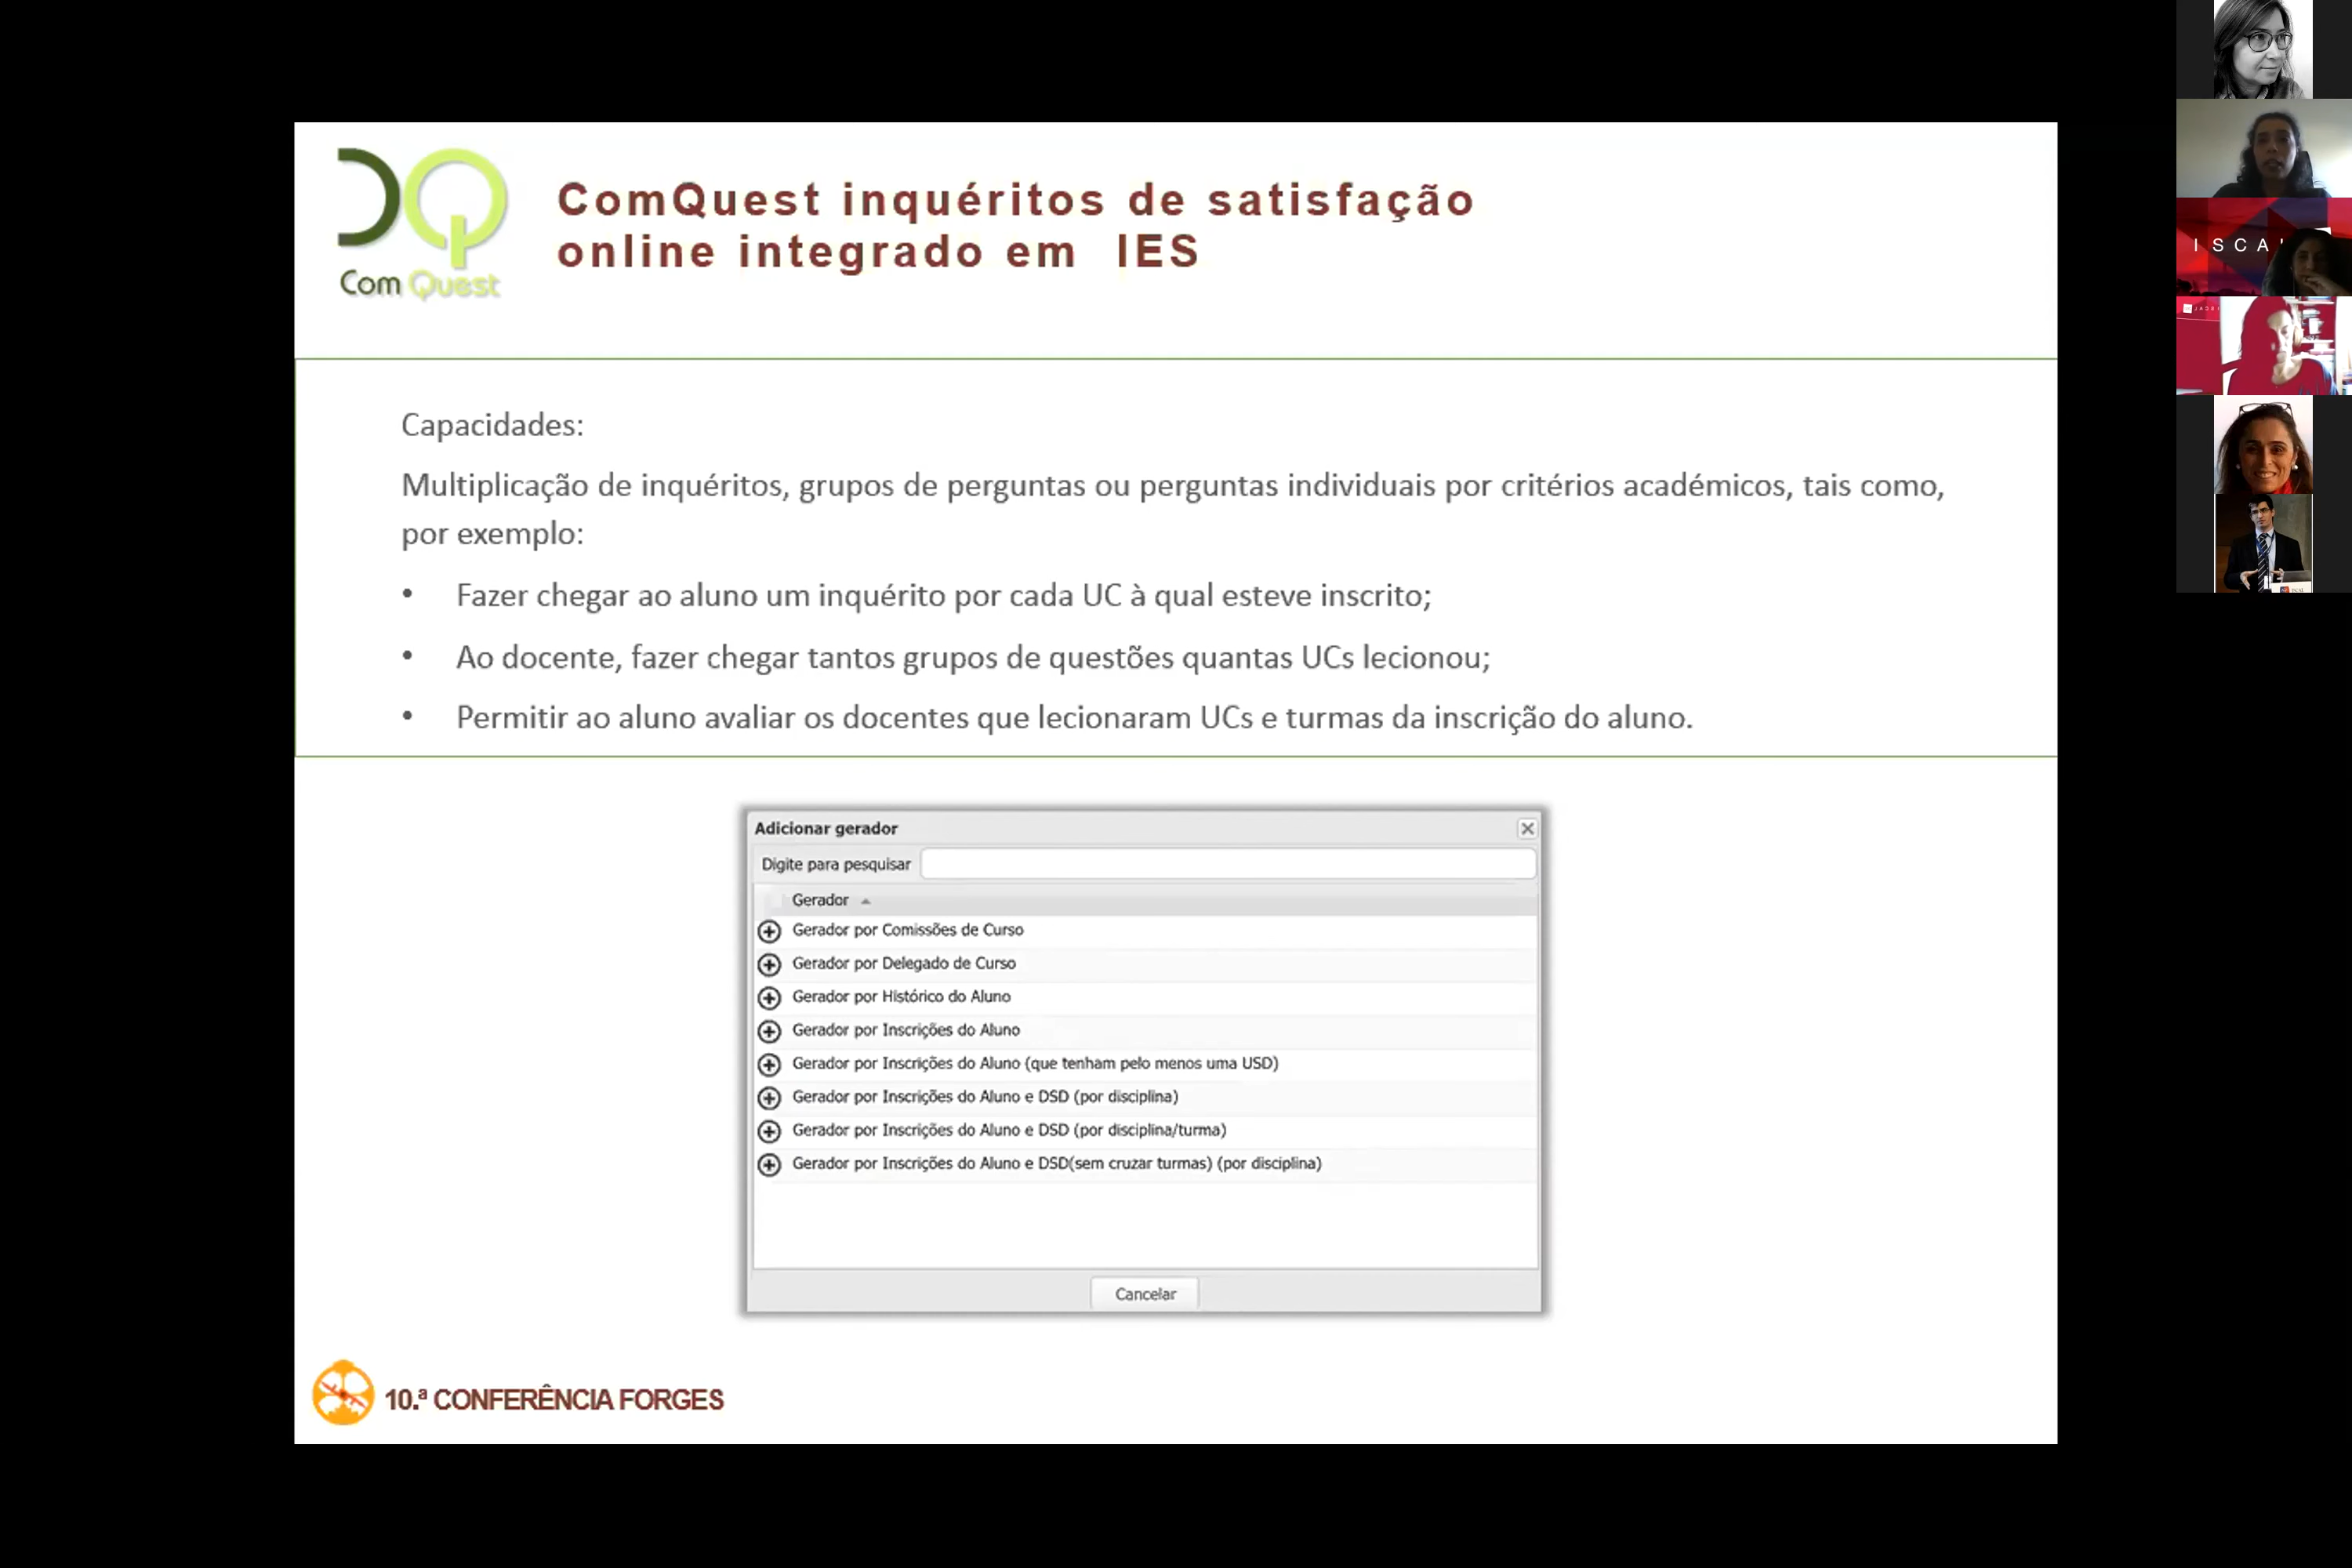 Com Quest
ComQuest inquéritos de satisfação
online integrado em IES
Capacidades:
Multiplicação de inquéritos, grupos de perguntas ou perguntas individuais por critérios académicos, tais como,
por exemplo:
• Fazer chegar ao aluno um inquérito por cada UC à qual esteve inscrito;
• Ao docente, fazer chegar tantos grupos de questões quantas UCs lecionou;
• Permitir ao aluno avaliar os docentes que lecionaram UCs e turmas da inscrição do aluno.
Adicionar gerador
Digite para pesquisar
Gerador
Gerador por Comissões de Curso
Gerador por Delegado de Curso
Gerador por Histórico do Aluno
Gerador por Inscrições do Aluno
Gerador por Inscrições do Aluno (que tenham pelo menos uma USD)
Gerador por Inscrições do Aluno e DSD (por disciplina)
Gerador por Inscrições do Aluno e DSD (por disciplina/turma)
Gerador por Inscrições do Aluno e DSD(sem cruzar turmas) (por disciplina)
Cancelar
10.ª CONFERÊNCIA FORGES
ISCA